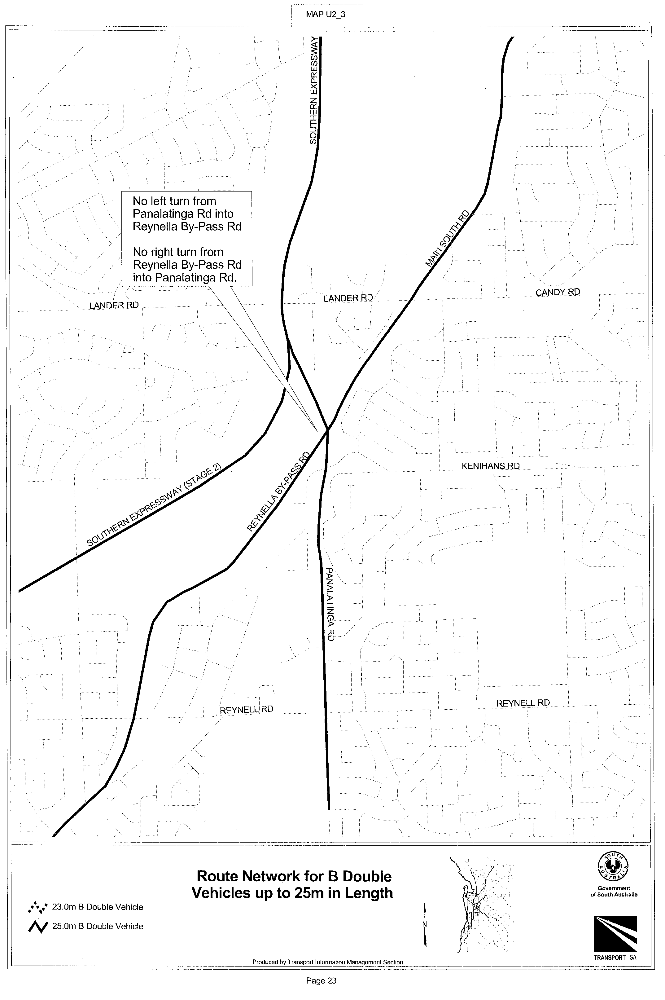 MAP U2_3
SOUTHERN EXPRESSWAY
No left turn from
Panalatinga Rd into
Reynella By-Pass Rd
No right turn from
Reynella By-Pass Rd
into Panalatinga Rd.
MAIN SOUTH RD
CANDY RD
LANDER RD
LANDER RD
KENIHANS RD
SOUTHERN EXPRESSWAY (STAGE 2)
REYNELLA BY-PASS RD
PANALATINGA RD
REYNELL RD
REYNELL RD
Route Network for B Double
Vehicles up to 25m in Length
23.0m B Double Vehicle
25.0m B Double Vehicle
N
SOUTH AUSTRALIA
Government
of South Australia
TRANSPORT SA
Produced by Transport Information Management Section
Page 23